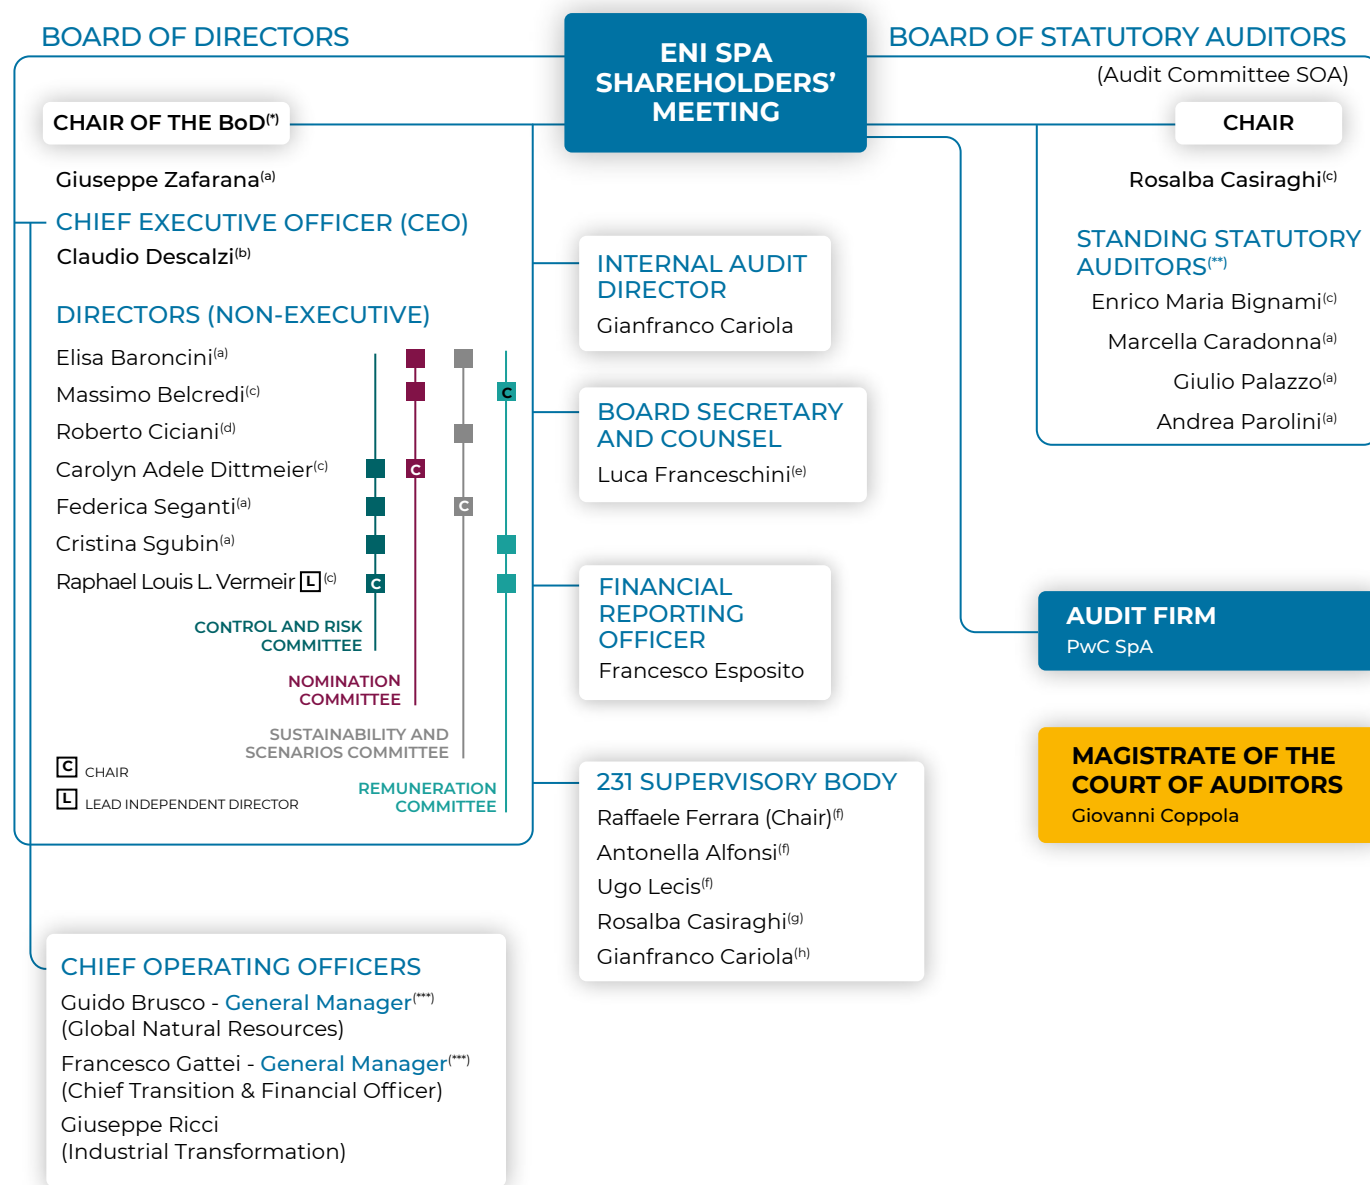 BOARD OF DIRECTORS
ENI SPA
SHAREHOLDERS’
MEETING
BOARD OF STATUTORY AUDITORS
(Audit Committee SOA)
CHAIR OF THE BoD(*)
Giuseppe Zafarana(a)
CHIEF EXECUTIVE OFFICER (CEO)
Claudio Descalzi(b)
DIRECTORS (NON-EXECUTIVE)
Elisa Baroncini(a)
Massimo Belcredi(c)
C
Roberto Ciciani(d)
Carolyn Adele Dittmeier(c)
C
Federica Seganti(a)
C
Cristina Sgubin(a)
Raphael Louis L. Vermeir L (c)
C
CONTROL AND RISK
COMMITTEE
NOMINATION
COMMITTEE
SUSTAINABILITY AND
SCENARIOS COMMITTEE
REMUNERATION
COMMITTEE
C CHAIR
L LEAD INDEPENDENT DIRECTOR
INTERNAL AUDIT
DIRECTOR
Gianfranco Cariola
BOARD SECRETARY
AND COUNSEL
Luca Franceschini(e)
FINANCIAL
REPORTING
OFFICER
Francesco Esposito
231 SUPERVISORY BODY
Raffaele Ferrara (Chair)(f)
Antonella Alfonsi(f)
Ugo Lecis(f)
Rosalba Casiraghi(g)
Gianfranco Cariola(h)
CHAIR
Rosalba Casiraghi(c)
STANDING STATUTORY
AUDITORS(**)
Enrico Maria Bignami(c)
Marcella Caradonna(a)
Giulio Palazzo(a)
Andrea Parolini(a)
AUDIT FIRM
PwC SpA
MAGISTRATE OF THE
COURT OF AUDITORS
Giovanni Coppola
CHIEF OPERATING OFFICERS
Guido Brusco - General Manager(***)
(Global Natural Resources)
Francesco Gattei - General Manager(***)
(Chief Transition & Financial Officer)
Giuseppe Ricci
(Industrial Transformation)